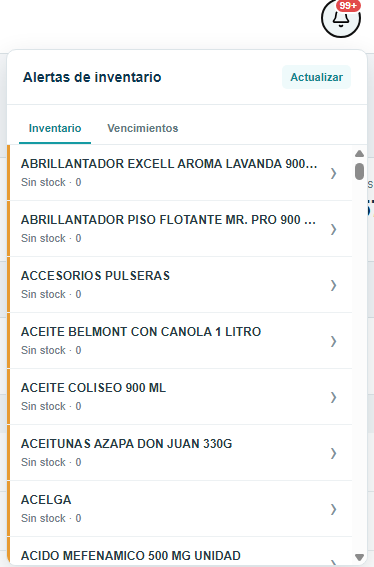 99+
Alertas de inventario
Actualizar
Inventario
Vencimientos
ABRILLANTADOR EXCELL AROMA LAVANDA 900...
Sin stock · 0
ABRILLANTADOR PISO FLOTANTE MR. PRO 900 ...
Sin stock · 0
ACCESORIOS PULSERAS
Sin stock · 0
ACEITE BELMONT CON CANOLA 1 LITRO
Sin stock · 0
ACEITE COLISEO 900 ML
Sin stock · 0
ACEITUNAS AZAPA DON JUAN 330G
Sin stock · 0
ACELGA
Sin stock · 0
ACIDO MEFENAMICO 500 MG UNIDAD